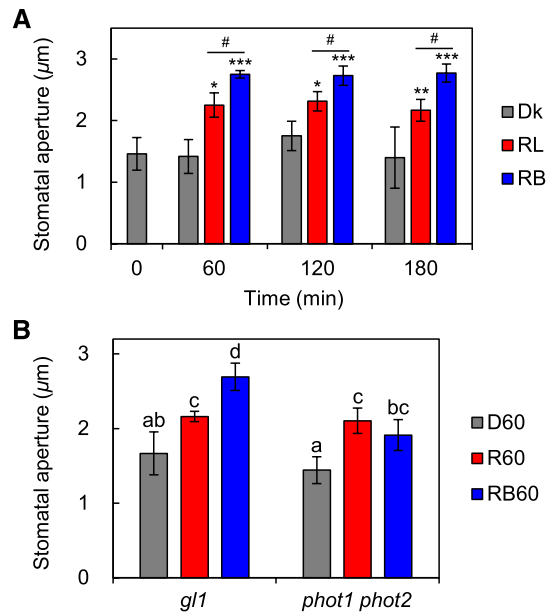 A
Stomatal aperture (µm)
3
2
1
0
# # #
* *** * *** ** ***
0 60 120 180
Time (min)
Dk
RL
RB
B
Stomatal aperture (µm)
3
2
1
0
ab c d a c bc
gl1 phot1 phot2
D60
R60
RB60